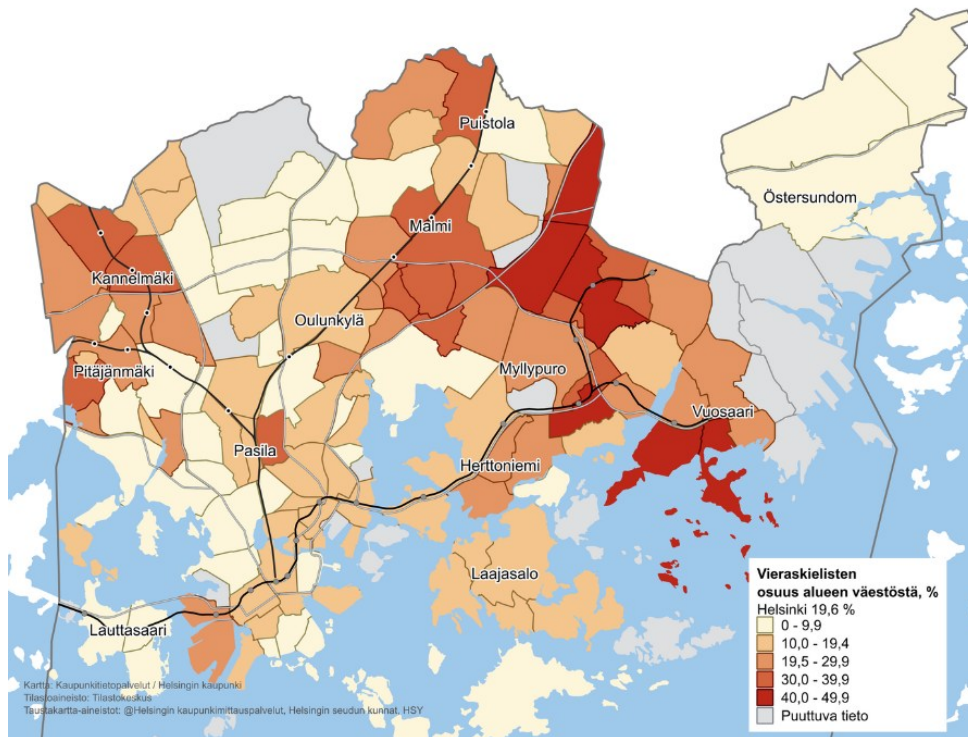 Puistola
Östersundom
Malmi
Kannelmäki
Oulunkylä
Pitäjänmäki
Myllypuro
Vuosaari
Pasila
Herttoniemi
Laajasalo
Lauttasaari
Vieraskielisten
osuus alueen väestöstä, %
Helsinki 19,6 %
0 - 9,9
10,0 - 19,4
19,5 - 29,9
30,0 - 39,9
40,0 - 49,9
Puuttuva tieto
Kartta: Kaupunkitietopalvelut / Helsingin kaupunki
Tilastoaineisto: Tilastokeskus
Taustakartta-aineistot: @Helsingin kaupunkimittauspalvelut, Helsingin seudun kunnat. HSY